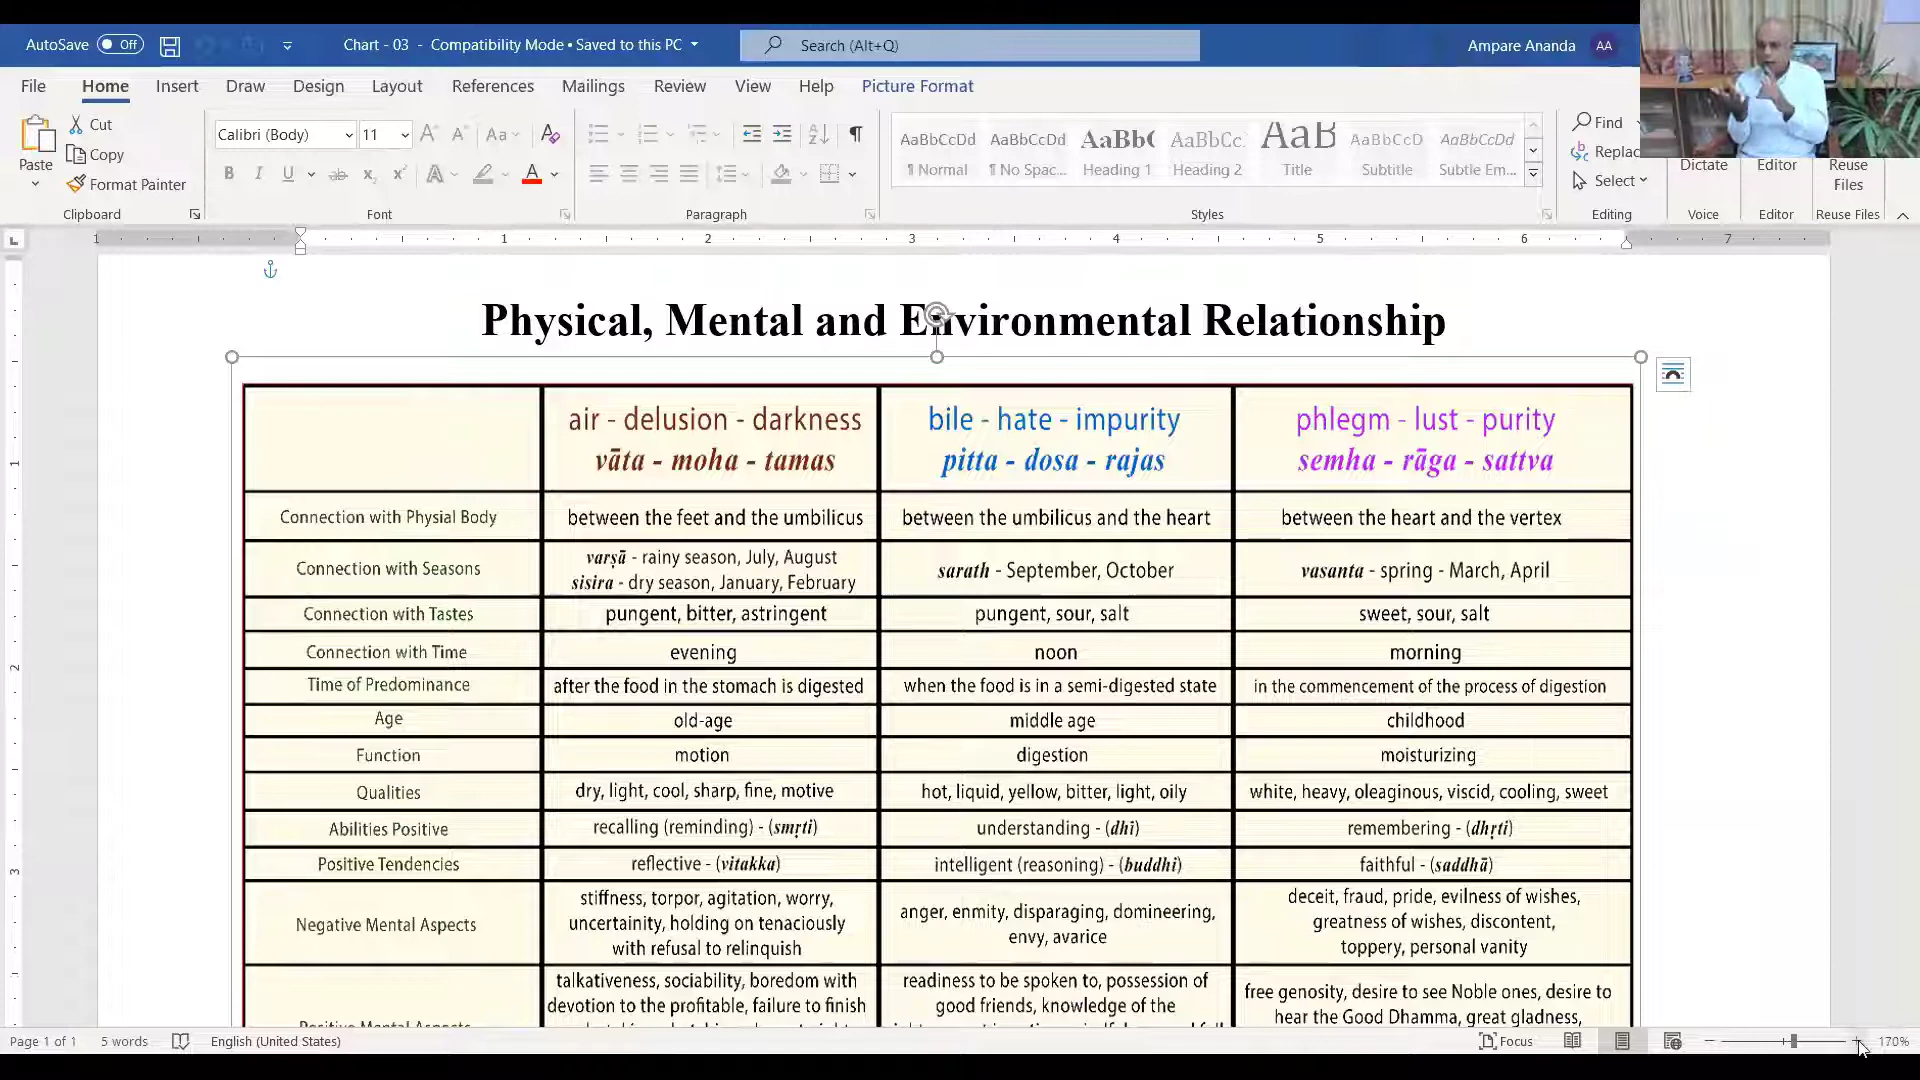 AutoSave Off Chart - 03 - Compatibility Mode • Saved to this PC Search (Alt+Q) Ampare Ananda AA
File Home Insert Draw Design Layout References Mailings Review View Help Picture Format
Paste
Cut
Copy
Format Painter
Clipboard
Calibri (Body) 11
Font
Paragraph
AaBbCcDd AaBbCcDd AaBbC AaBbCc AaB AaBbCcD AaBbCcDd
¶ Normal ¶ No Spac... Heading 1 Heading 2 Title Subtitle Subtle Em...
Styles
Find
Replac
Select
Editing
Dictate
Voice
Editor
Editor
Reuse
Files
Reuse Files
1 1 2 3 4 5 6 7
1
2
3
Physical, Mental and Environmental Relationship
air - delusion - darkness bile - hate - impurity phlegm - lust - purity
vāta - moha - tamas pitta - dosa - rajas semha - rāga - sattva
Connection with Physial Body between the feet and the umbilicus between the umbilicus and the heart between the heart and the vertex
Connection with Seasons varṣā - rainy season, July, August
sisira - dry season, January, February sarath - September, October vasanta - spring - March, April
Connection with Tastes pungent, bitter, astringent pungent, sour, salt sweet, sour, salt
Connection with Time evening noon morning
Time of Predominance after the food in the stomach is digested when the food is in a semi-digested state in the commencement of the process of digestion
Age old-age middle age childhood
Function motion digestion moisturizing
Qualities dry, light, cool, sharp, fine, motive hot, liquid, yellow, bitter, light, oily white, heavy, oleaginous, viscid, cooling, sweet
Abilities Positive recalling (reminding) - (smṛti) understanding - (dhī) remembering - (dhṛti)
Positive Tendencies reflective - (vitakka) intelligent (reasoning) - (buddhi) faithful - (saddhā)
Negative Mental Aspects
stiffness, torpor, agitation, worry,
uncertainity, holding on tenaciously
with refusal to relinquish
anger, enmity, disparaging, domineering,
envy, avarice
deceit, fraud, pride, evilness of wishes,
greatness of wishes, discontent,
toppery, personal vanity
Positive Mental Aspects
talkativeness, sociability, boredom with
devotion to the profitable, failure to finish
readiness to be spoken to, possession of
good friends, knowledge of the
free genosity, desire to see Noble ones, desire to
hear the Good Dhamma, great gladness,
Page 1 of 1 5 words English (United States) Focus 170%